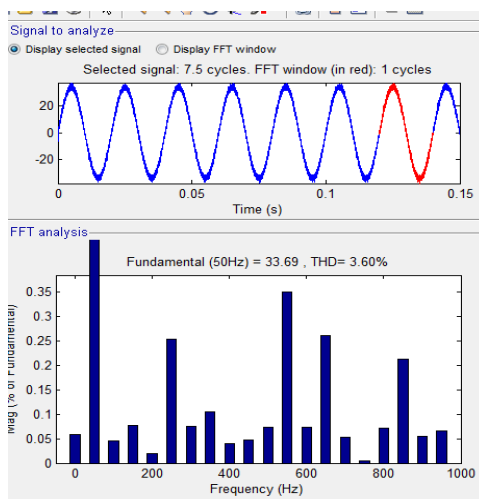 Signal to analyze
Display selected signal Display FFT window
Selected signal: 7.5 cycles. FFT window (in red): 1 cycles
20
0
-20
0 0.05 0.1 0.15
Time (s)
FFT analysis
Fundamental (50Hz) = 33.69 , THD= 3.60%
0.35
0.3
0.25
0.2
0.15
0.1
0.05
0
Mag (% of Fundamental)
0 200 400 600 800 1000
Frequency (Hz)